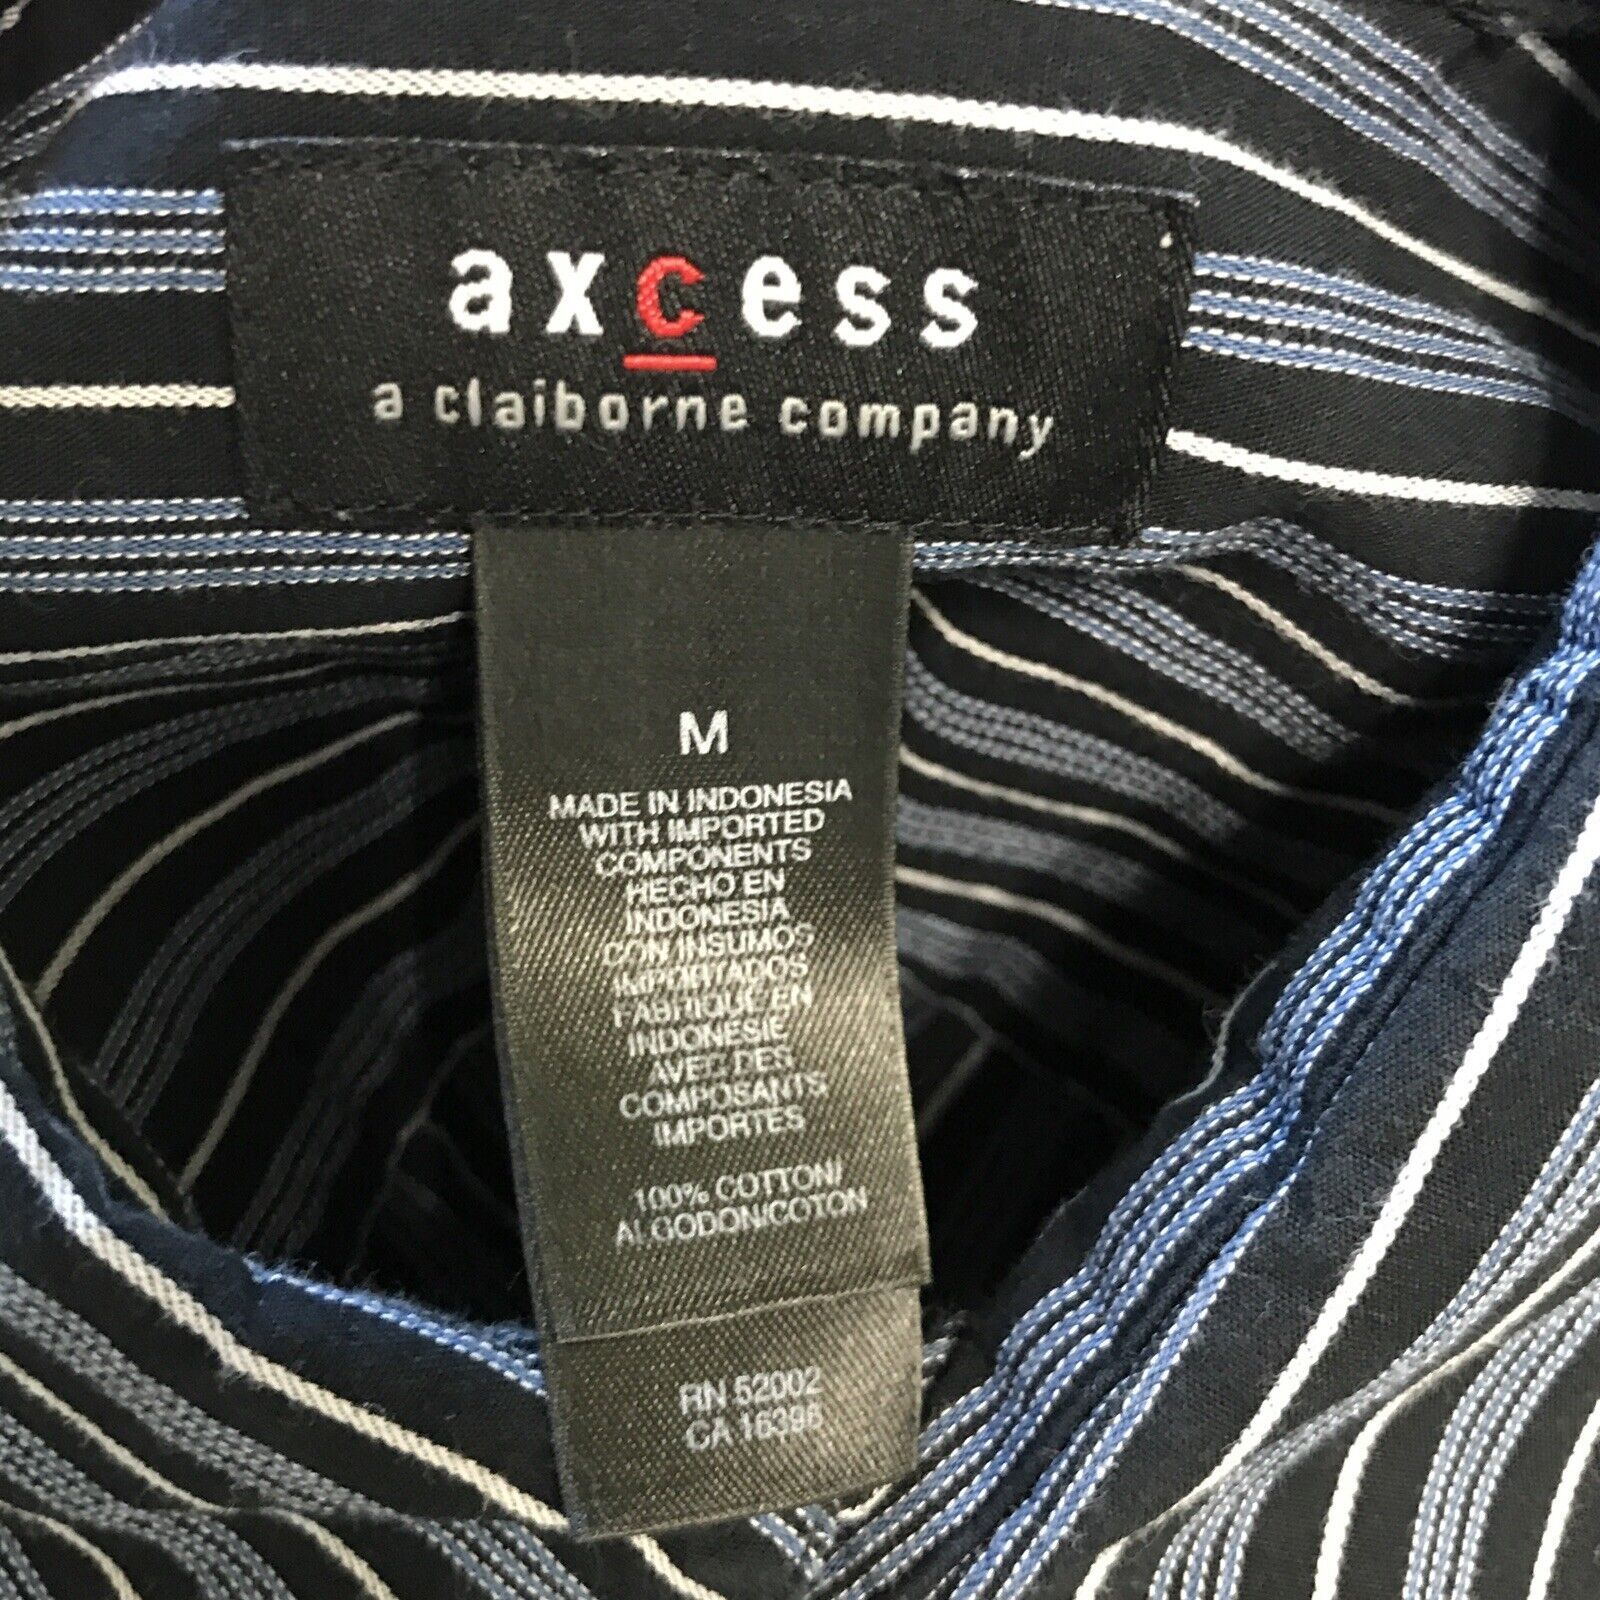 axcess
a claiborne company
M
MADE IN INDONESIA
WITH IMPORTED
COMPONENTS
HECHO EN
INDONESIA
CON INSUMOS
IMPORTADOS
FABRIQUE EN
INDONESIE
AVEC DES
COMPOSANTS
IMPORTES
100% COTTON/
ALGODON/COTON
RN 52002
CA 16396